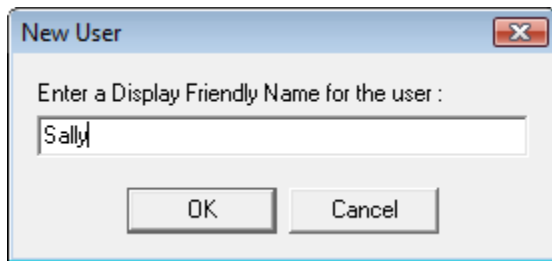 New User
Enter a Display Friendly Name for the user :
Sally
OK Cancel